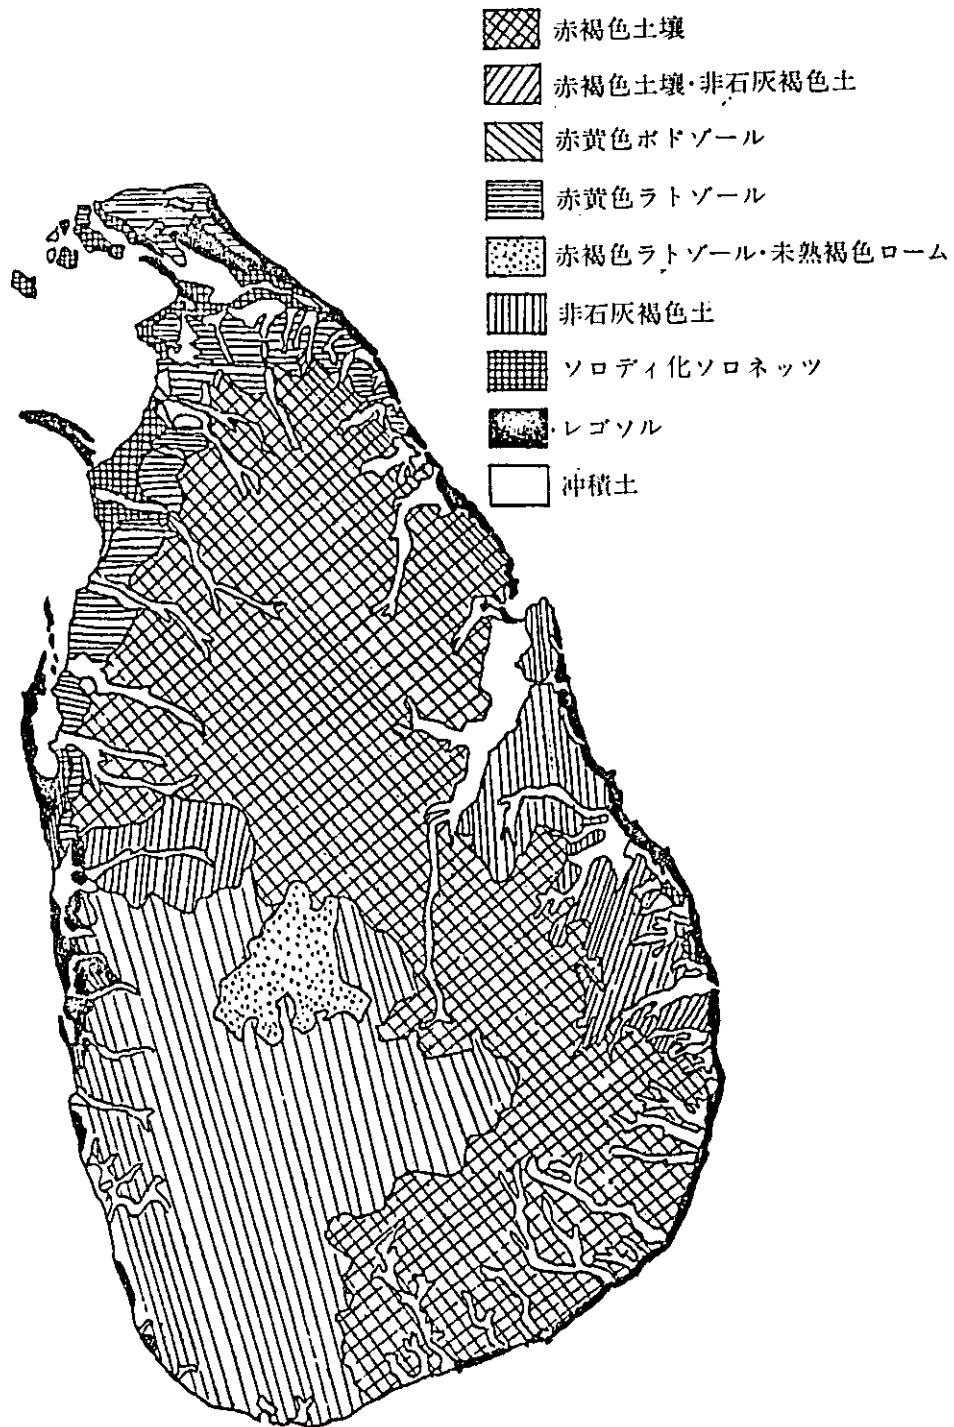 赤褐色土壌
赤褐色土壌・非石灰褐色土
赤黄色ポドゾール
赤黄色ラトゾール
赤褐色ラトゾール・未熟褐色ローム
非石灰褐色土
ソロディ化ソロネッツ
レゴソル
沖積土